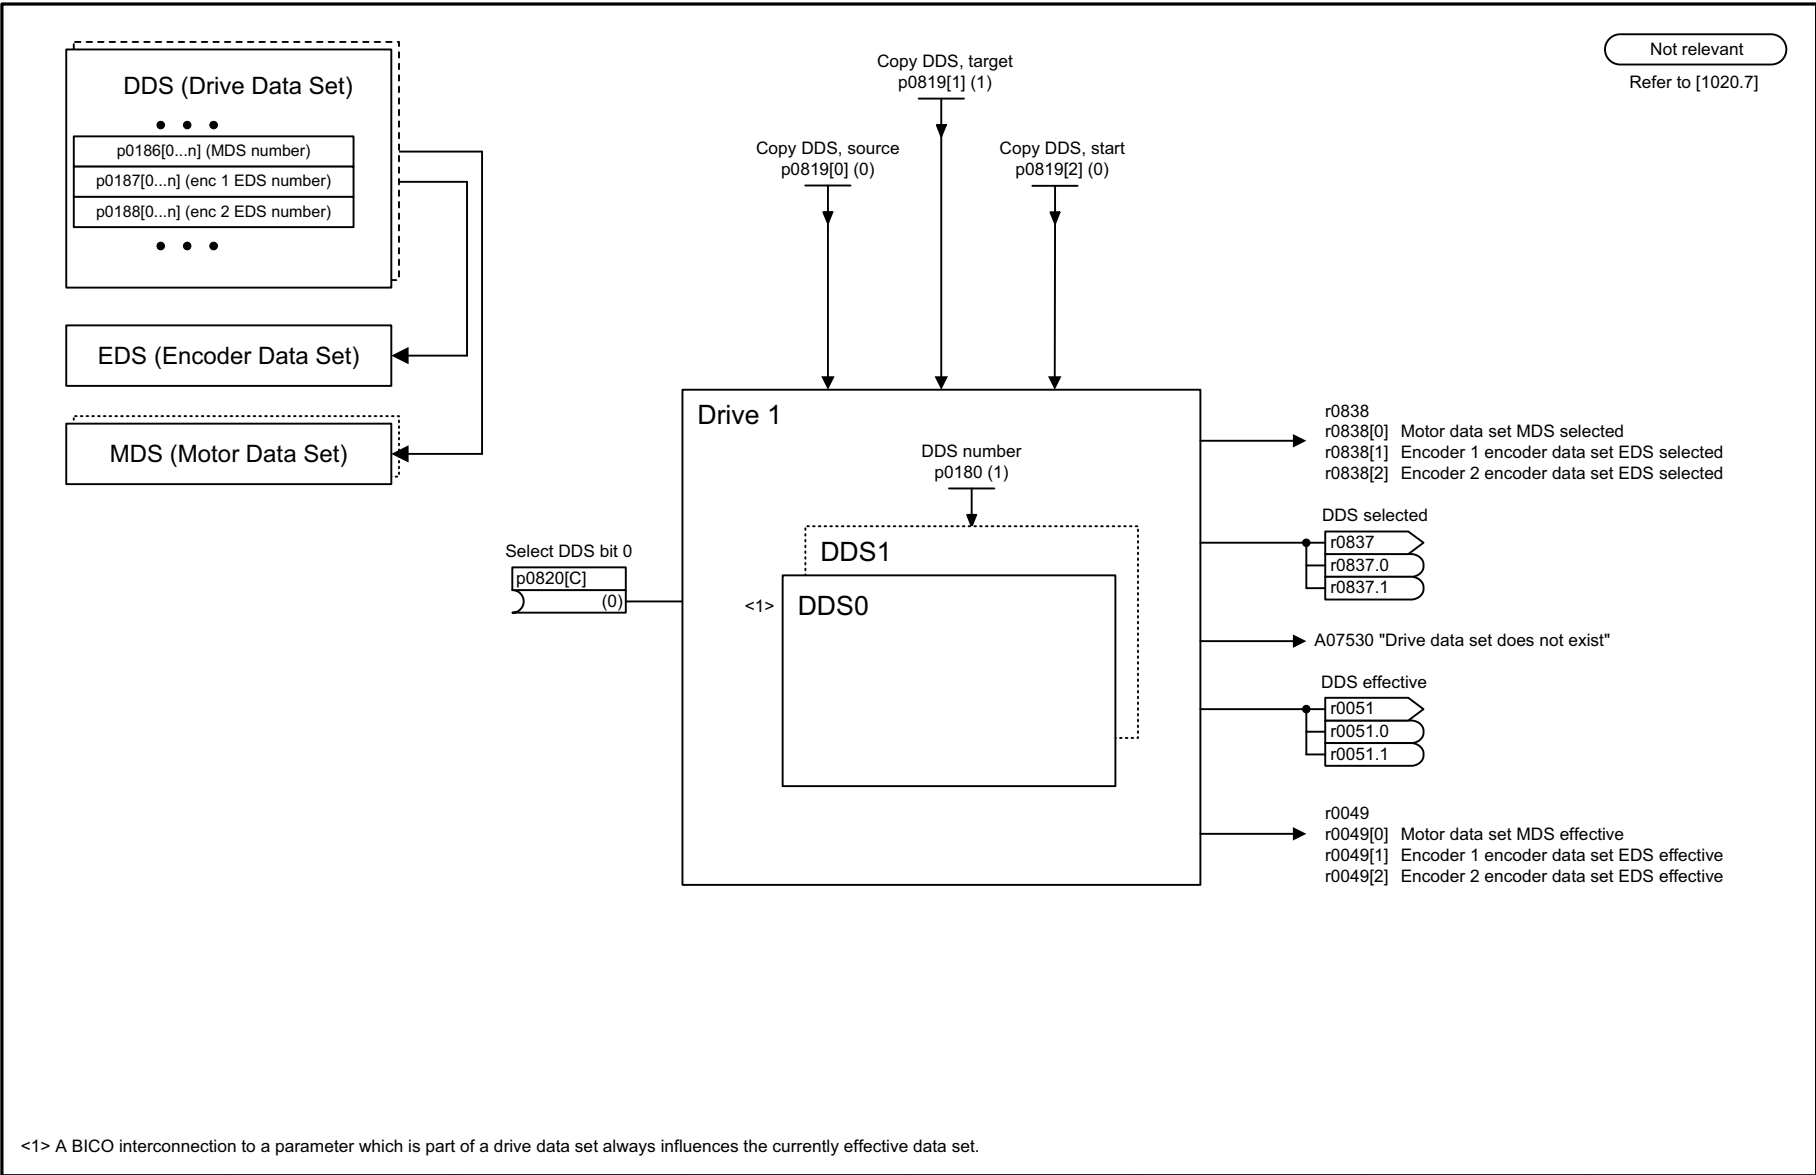 DDS (Drive Data Set)
p0186[0...n] (MDS number)
p0187[0...n] (enc 1 EDS number)
p0188[0...n] (enc 2 EDS number)
EDS (Encoder Data Set)
MDS (Motor Data Set)
Copy DDS, target
p0819[1] (1)
Copy DDS, source
p0819[0] (0)
Copy DDS, start
p0819[2] (0)
Not relevant
Refer to [1020.7]
Drive 1
DDS number
p0180 (1)
DDS1
<1>
DDS0
Select DDS bit 0
p0820[C]
(0)
r0838
r0838[0] Motor data set MDS selected
r0838[1] Encoder 1 encoder data set EDS selected
r0838[2] Encoder 2 encoder data set EDS selected
DDS selected
r0837
r0837.0
r0837.1
A07530 "Drive data set does not exist"
DDS effective
r0051
r0051.0
r0051.1
r0049
r0049[0] Motor data set MDS effective
r0049[1] Encoder 1 encoder data set EDS effective
r0049[2] Encoder 2 encoder data set EDS effective
<1> A BICO interconnection to a parameter which is part of a drive data set always influences the currently effective data set.